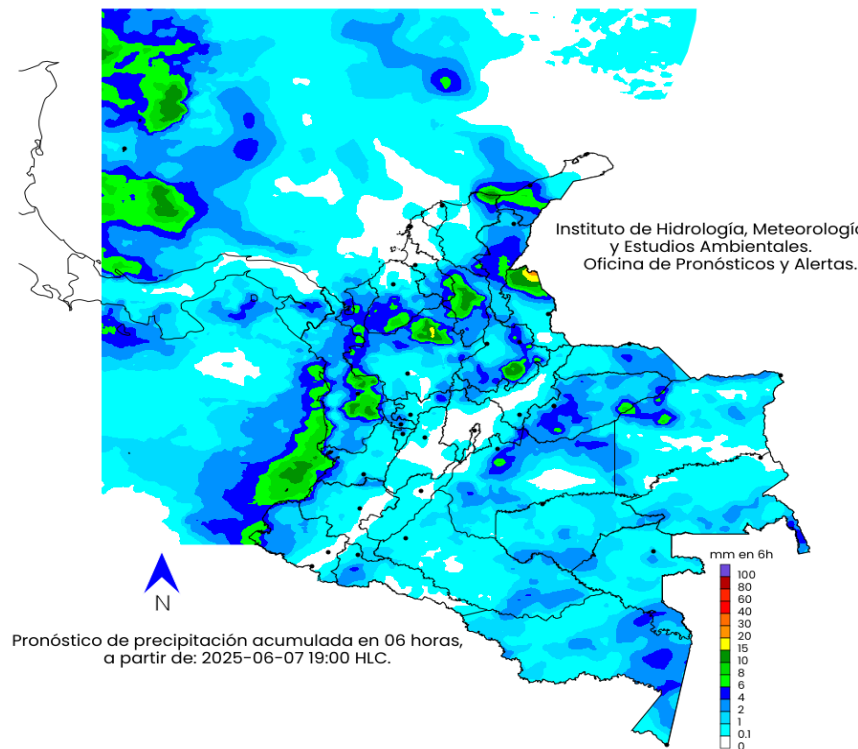 Instituto de Hidrología, Meteorología
y Estudios Ambientales.
Oficina de Pronósticos y Alertas.
N
Pronóstico de precipitación acumulada en 06 horas,
a partir de: 2025-06-07 19:00 HLC.
mm en 6h
100
80
60
40
30
20
15
10
8
6
4
2
1
0.1
0